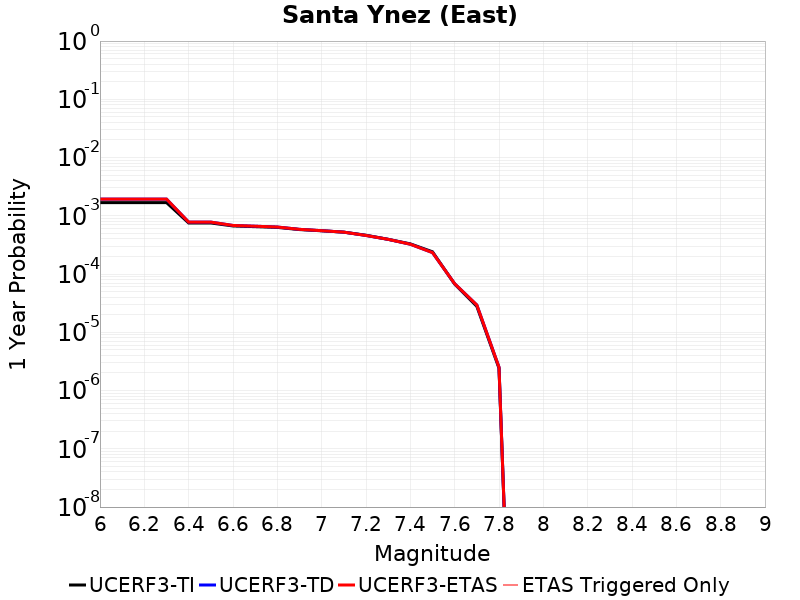 Santa Ynez (East)
10^0
10^-1
10^-2
10^-3
10^-4
10^-5
10^-6
10^-7
10^-8
1 Year Probability
6 6.2 6.4 6.6 6.8 7 7.2 7.4 7.6 7.8 8 8.2 8.4 8.6 8.8 9
Magnitude
UCERF3-TI UCERF3-TD UCERF3-ETAS ETAS Triggered Only